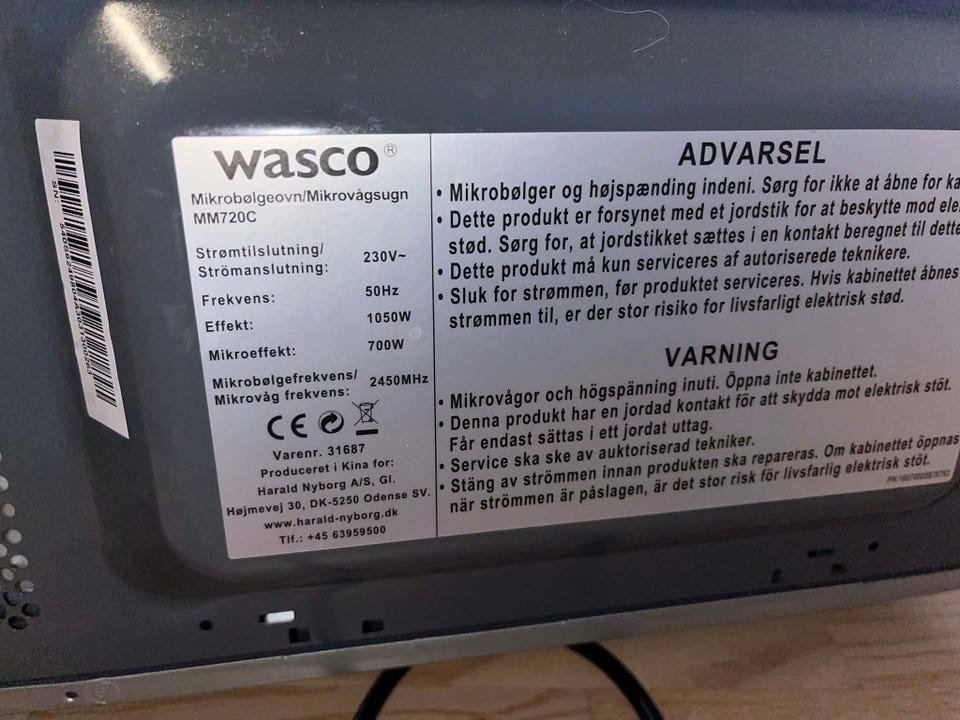 wasco®
Mikrobølgeovn/Mikrovågsugn
MM720C
Strømtilslutning/
Strömanslutning: 230V~
Frekvens: 50Hz
Effekt: 1050W
Mikroeffekt: 700W
Mikrobølgefrekvens/
Mikrovåg frekvens: 2450MHz
CE
Varenr. 31687
Produceret i Kina for:
Harald Nyborg A/S, Gl.
Højmevej 30, DK-5250 Odense SV.
www.harald-nyborg.dk
Tlf.: +45 63959500
ADVARSEL
• Mikrobølger og højspænding indeni. Sørg for ikke at åbne for ka
• Dette produkt er forsynet med et jordstik for at beskytte mod ele
stød. Sørg for, at jordstikket sættes i en kontakt beregnet til dette
• Dette produkt må kun serviceres af autoriserede teknikere.
• Sluk for strømmen, før produktet serviceres. Hvis kabinettet åbnes
strømmen til, er der stor risiko for livsfarligt elektrisk stød.
VARNING
• Mikrovågor och högspänning inuti. Öppna inte kabinettet.
• Denna produkt har en jordad kontakt för att skydda mot elektrisk stöt.
Får endast sättas i ett jordat uttag.
• Service ska ske av auktoriserad tekniker.
• Stäng av strömmen innan produkten ska repareras. Om kabinettet öppnas
när strömmen är påslagen, är det stor risk för livsfarlig elektrisk stöt.
SN: